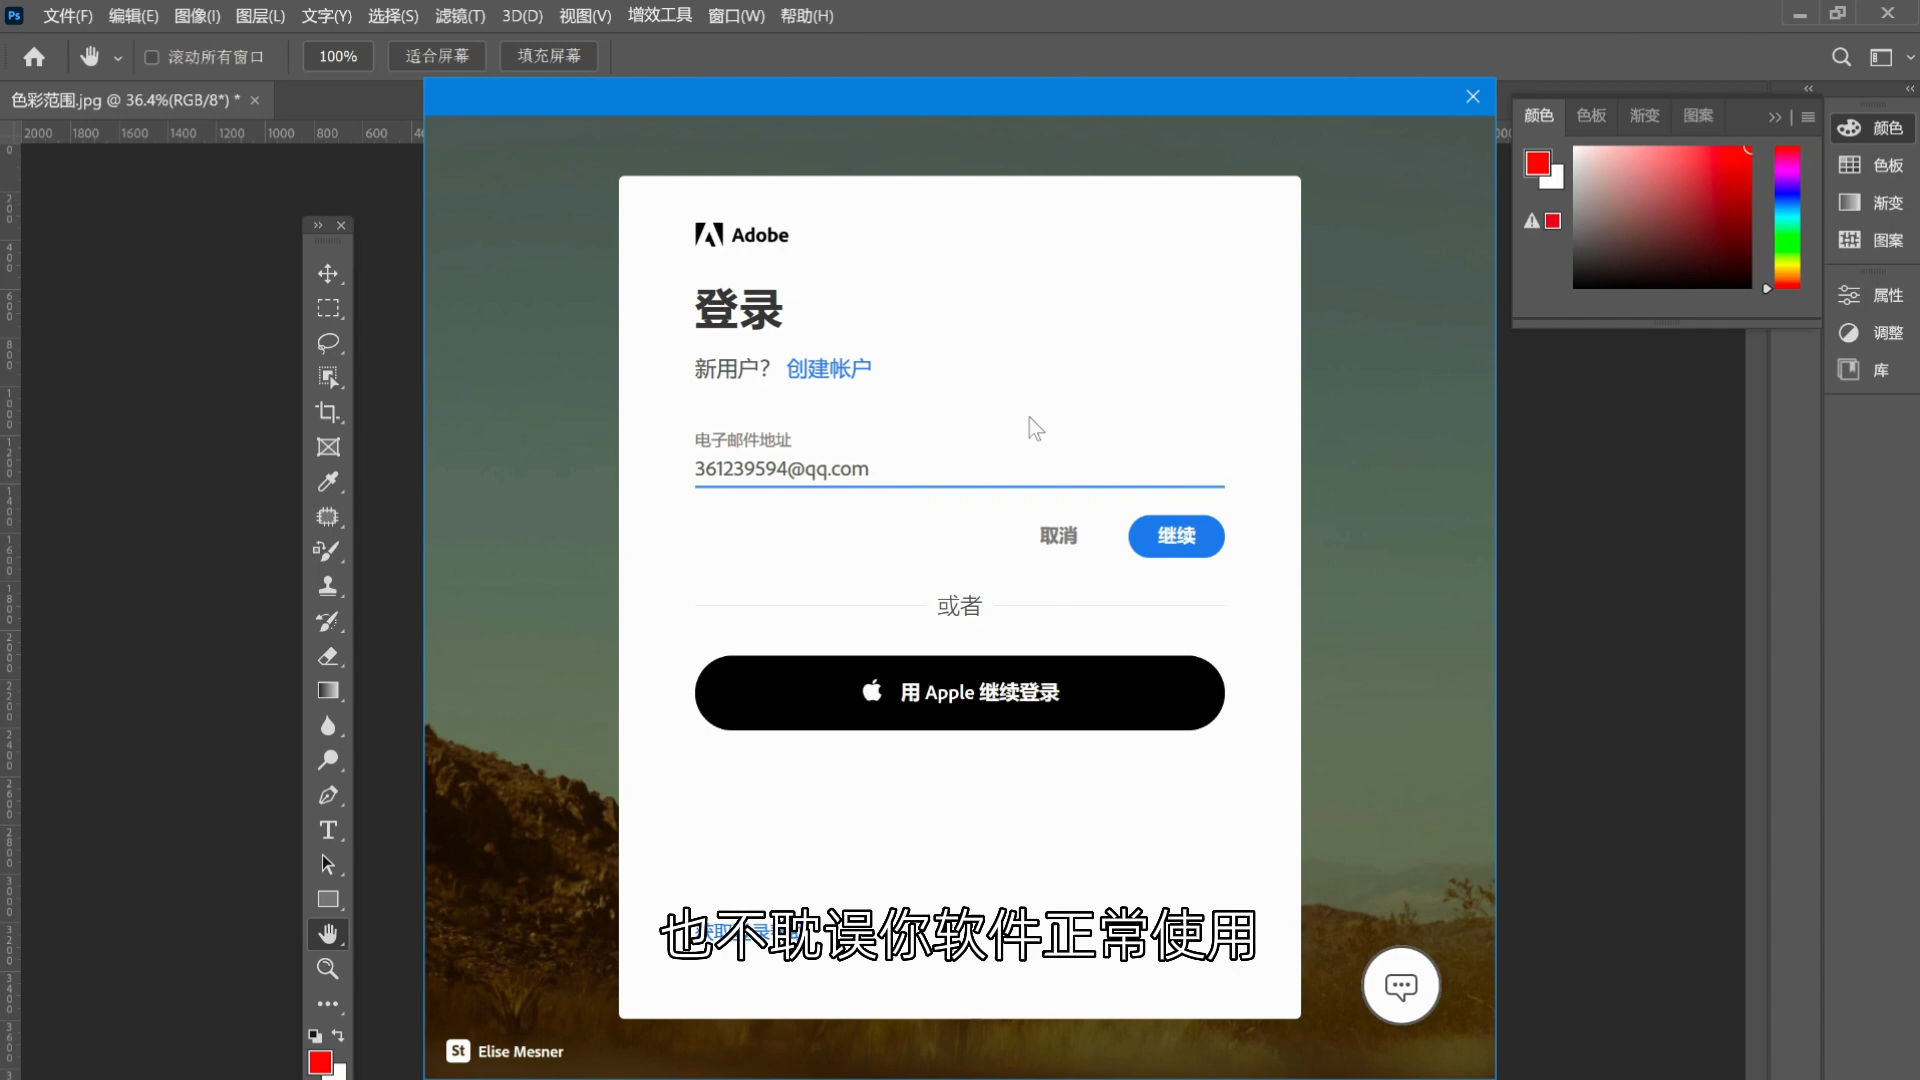 Ps 文件(F) 编辑(E) 图像(I) 图层(L) 文字(Y) 选择(S) 滤镜(T) 3D(D) 视图(V) 增效工具 窗口(W) 帮助(H)
滚动所有窗口 100% 适合屏幕 填充屏幕
色彩范围.jpg @ 36.4%(RGB/8*) *
2000 1800 1600 1400 1200 1000 800 600
颜色 色板 渐变 图案
颜色
色板
渐变
图案
属性
调整
库
Adobe
登录
新用户? 创建帐户
电子邮件地址
361239594@qq.com
取消 继续
或者
用 Apple 继续登录
也不耽误你软件正常使用
St Elise Mesner